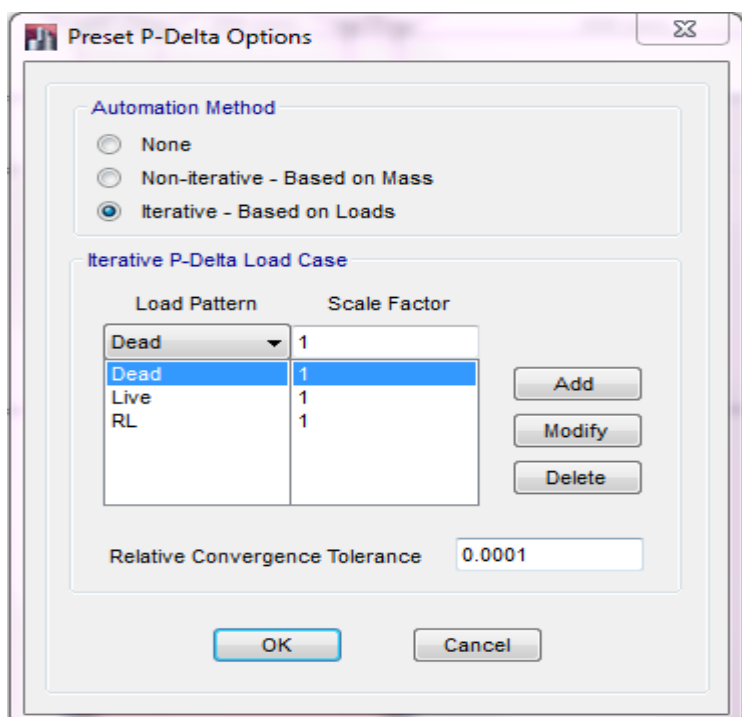 Preset P-Delta Options
Automation Method
None
Non-iterative - Based on Mass
Iterative - Based on Loads
Iterative P-Delta Load Case
Load Pattern Scale Factor
Dead 1
Dead 1
Live 1
RL 1
Add
Modify
Delete
Relative Convergence Tolerance 0.0001
OK Cancel